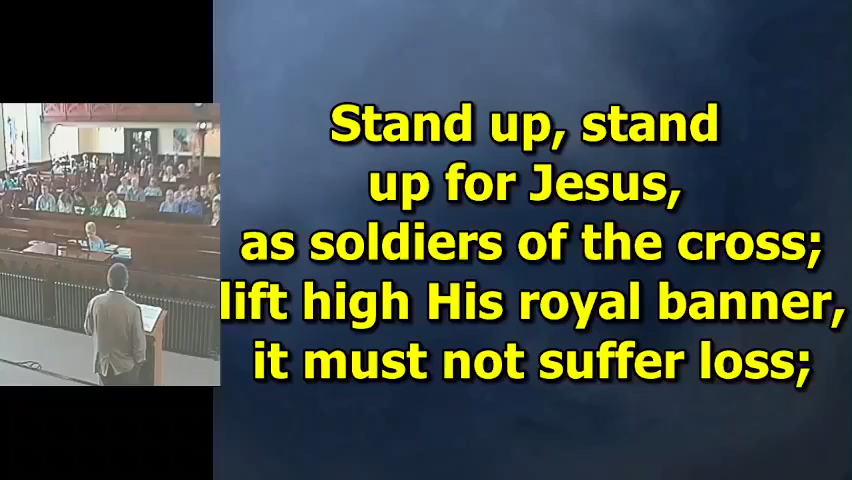 Stand up, stand
up for Jesus,
as soldiers of the cross;
lift high His royal banner,
it must not suffer loss;